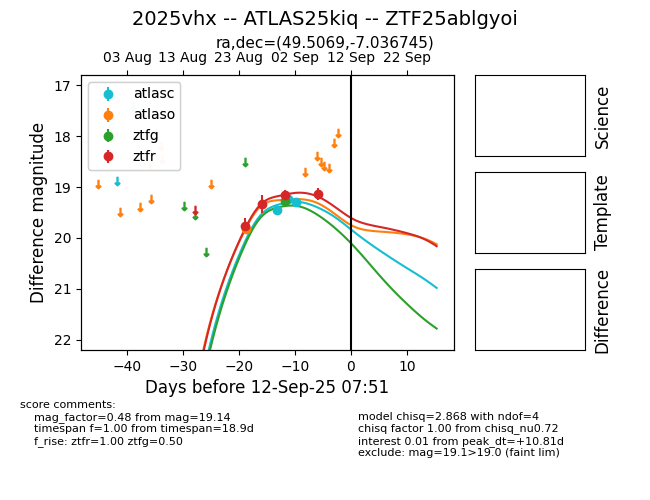 2025vhx -- ATLAS25kiq -- ZTF25ablgyoi
ra,dec=(49.5069,-7.036745)
03 Aug 13 Aug 23 Aug 02 Sep 12 Sep 22 Sep
17
18
19
20
21
22
Difference magnitude
atlasc
atlaso
ztfg
ztfr
−40 −30 −20 −10 0 10
Days before 12-Sep-25 07:51
Science
Template
Difference
score comments:
mag_factor=0.48 from mag=19.14
timespan f=1.00 from timespan=18.9d
f_rise: ztfr=1.00 ztfg=0.50
model chisq=2.868 with ndof=4
chisq factor 1.00 from chisq_nu0.72
interest 0.01 from peak_dt=+10.81d
exclude: mag=19.1>19.0 (faint lim)